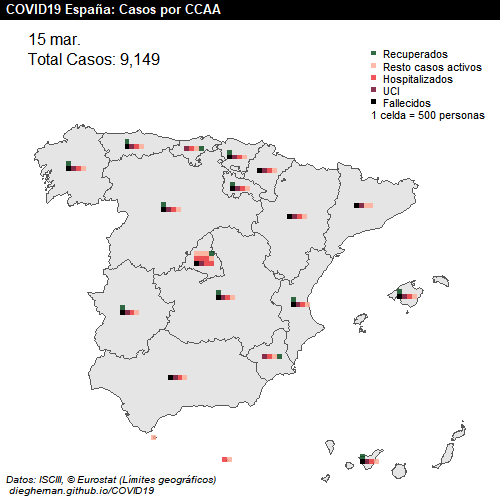 COVID19 España: Casos por CCAA
15 mar.
Total Casos: 9,149
Recuperados
Resto casos activos
Hospitalizados
UCI
Fallecidos
1 celda = 500 personas
Datos: ISCIII, © Eurostat (Límites geográficos)
diegheman.github.io/COVID19